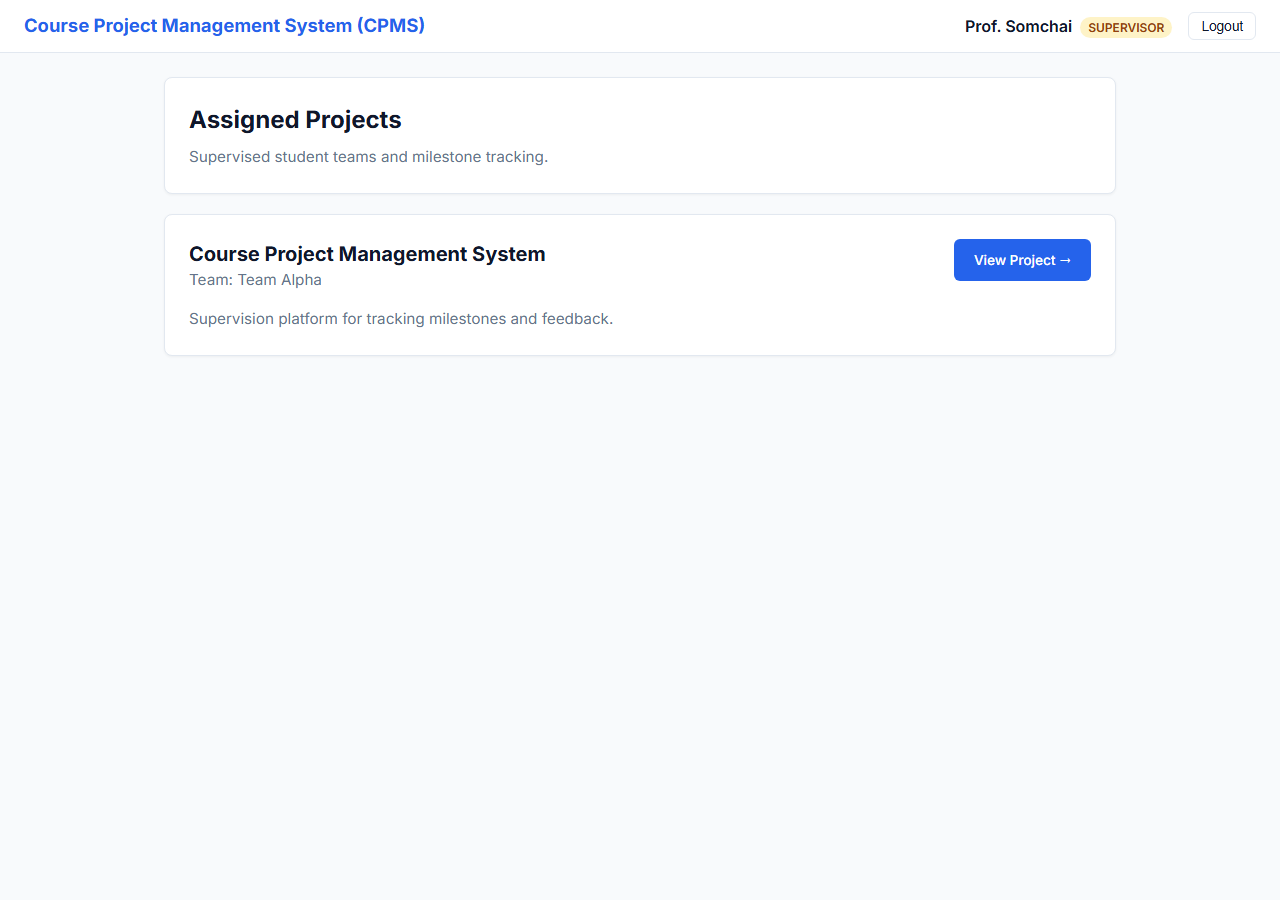 Course Project Management System (CPMS)
Prof. Somchai SUPERVISOR Logout
Assigned Projects
Supervised student teams and milestone tracking.
Course Project Management System
View Project →
Team: Team Alpha
Supervision platform for tracking milestones and feedback.